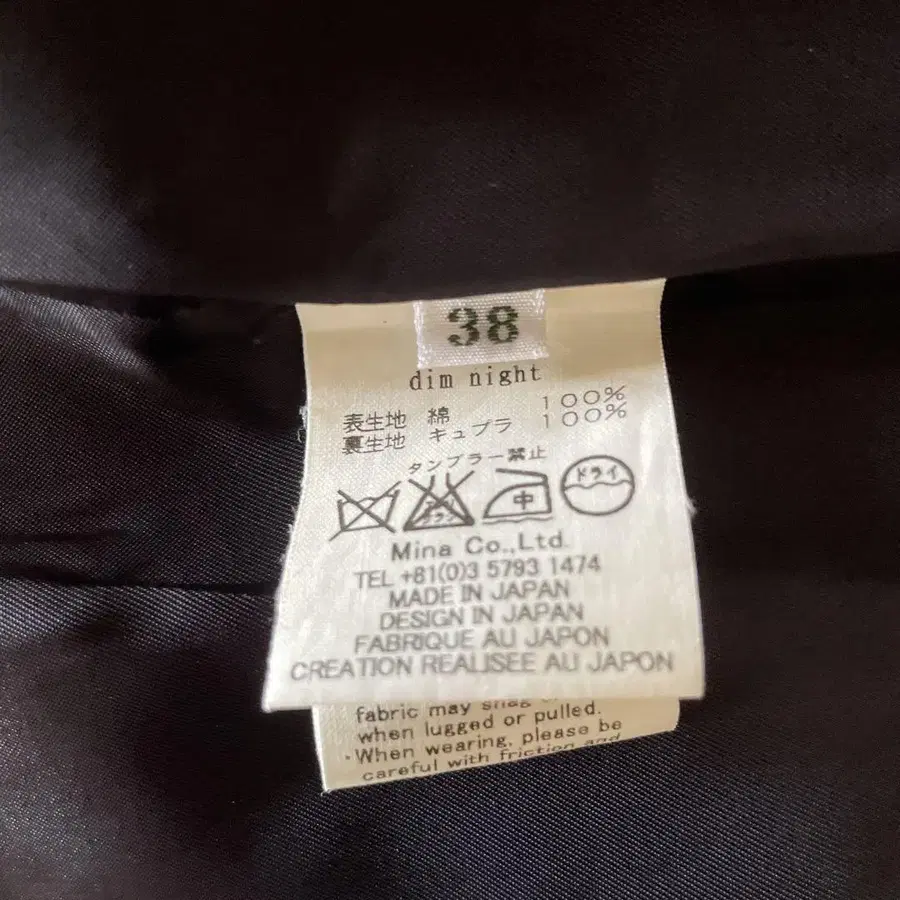 38
dim night
表生地 綿 100%
裏生地 キュプラ 100%
タンブラー禁止
中
ドライ
Mina Co.,Ltd.
TEL +81(0)3 5793 1474
MADE IN JAPAN
DESIGN IN JAPAN
FABRIQUE AU JAPON
CREATION REALISEE AU JAPON
fabric may snag
when lugged or pulled.
・When wearing, please be
careful with friction and